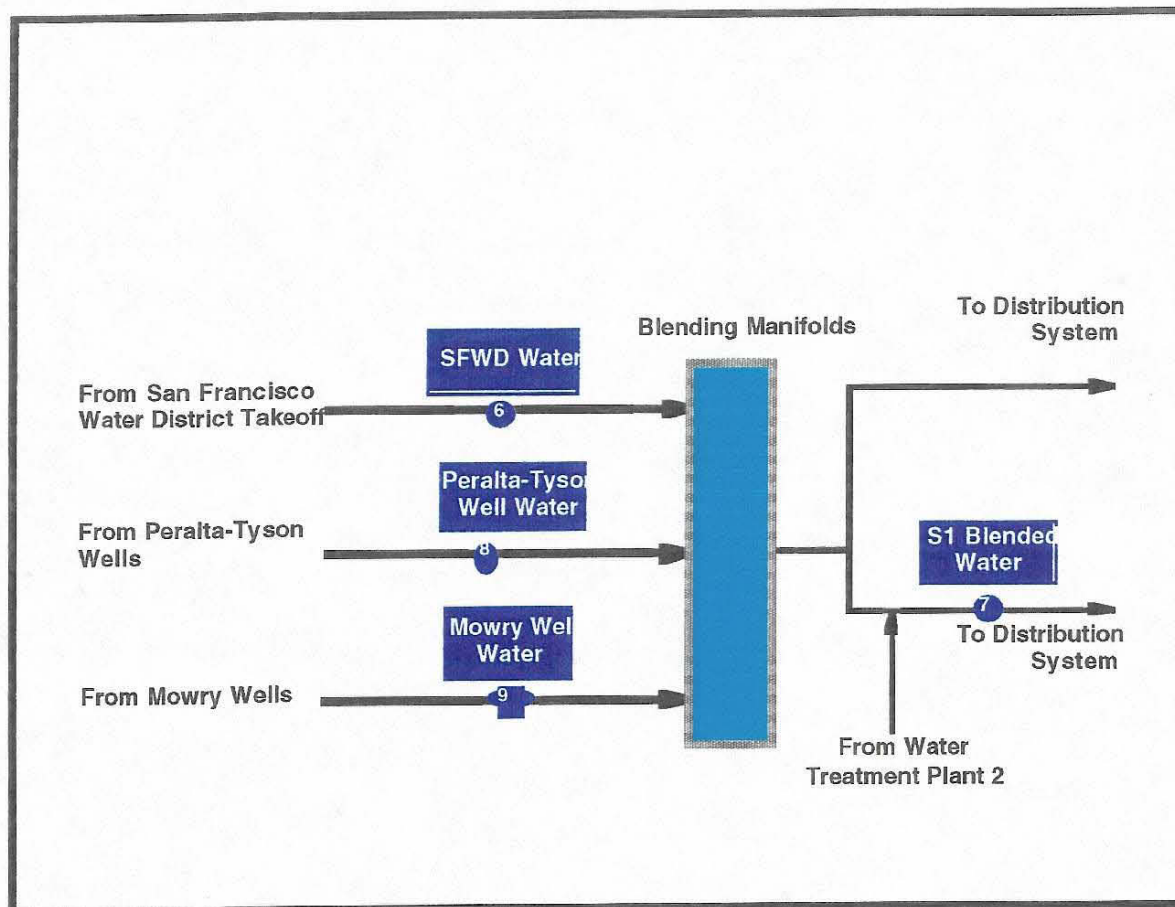 To Distribution
System
Blending Manifolds
SFWD Water
From San Francisco
Water District Takeoff
6
Peralta-Tyson
Well Water
From Peralta-Tyson
Wells
8
S1 Blended
Water
7
To Distribution
System
Mowry Wel
Water
From Mowry Wells
9
From Water
Treatment Plant 2